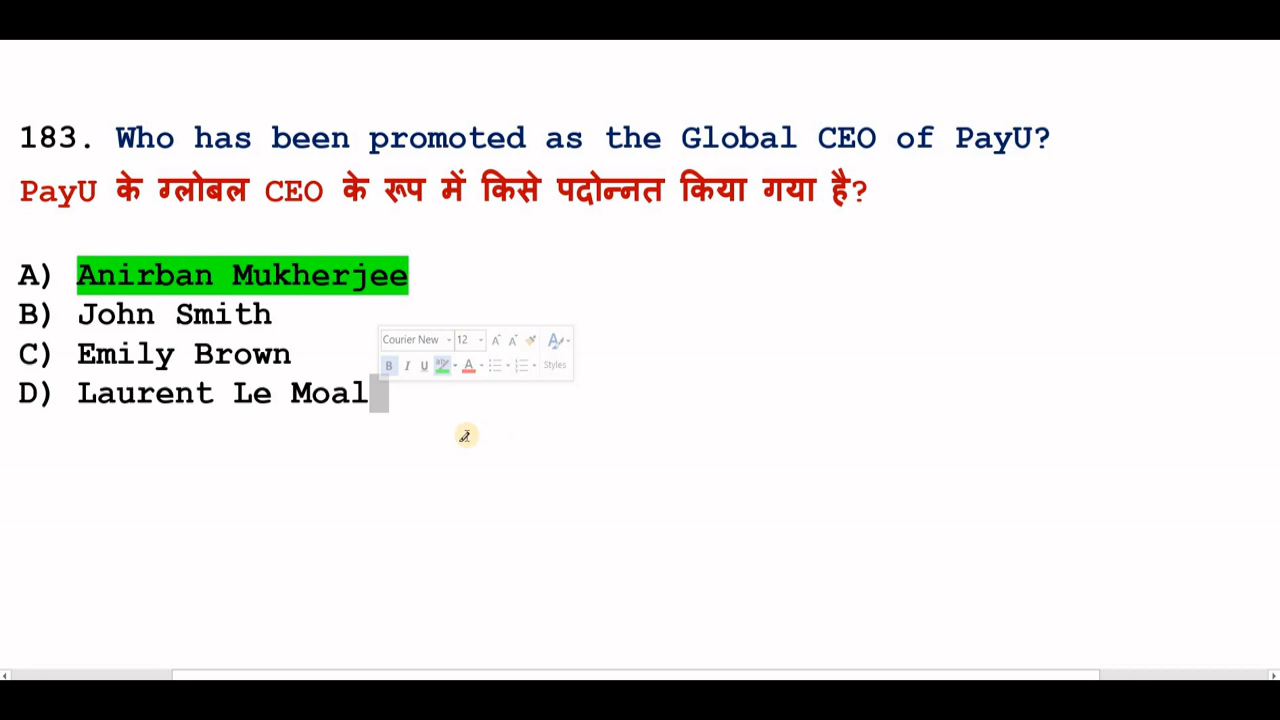 183. Who has been promoted as the Global CEO of PayU?
PayU के ग्लोबल CEO के रूप में किसे पदोन्नत किया गया है?
A) Anirban Mukherjee
B) John Smith
C) Emily Brown
D) Laurent Le Moal
Courier New 12 A A A
B I U aby A Styles